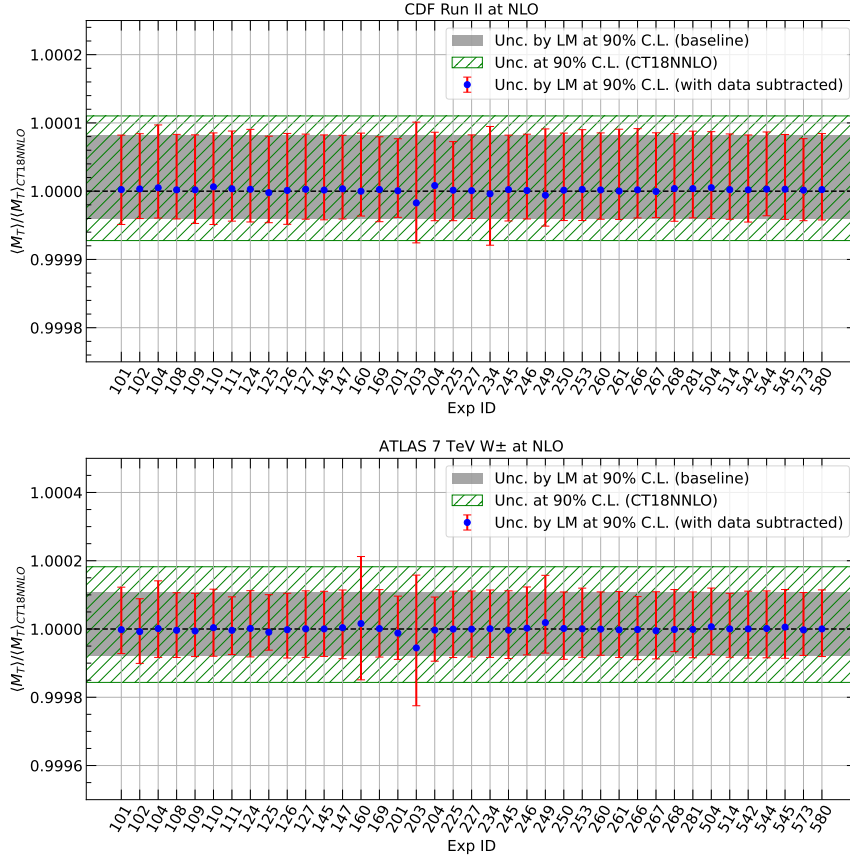 CDF Run II at NLO
Unc. by LM at 90% C.L. (baseline)
Unc. at 90% C.L. (CT18NNLO)
Unc. by LM at 90% C.L. (with data subtracted)
1.0002
1.0001
1.0000
0.9999
0.9998
⟨M_T⟩/⟨M_T⟩_CT18NNLO
101 102 104 108 109 110 111 124 125 126 127 145 147 160 169 201 203 204 225 227 234 245 246 249 250 253 260 261 266 267 268 281 504 514 542 544 545 573 580
Exp ID
ATLAS 7 TeV W± at NLO
Unc. by LM at 90% C.L. (baseline)
Unc. at 90% C.L. (CT18NNLO)
Unc. by LM at 90% C.L. (with data subtracted)
1.0004
1.0002
1.0000
0.9998
0.9996
⟨M_T⟩/⟨M_T⟩_CT18NNLO
101 102 104 108 109 110 111 124 125 126 127 145 147 160 169 201 203 204 225 227 234 245 246 249 250 253 260 261 266 267 268 281 504 514 542 544 545 573 580
Exp ID